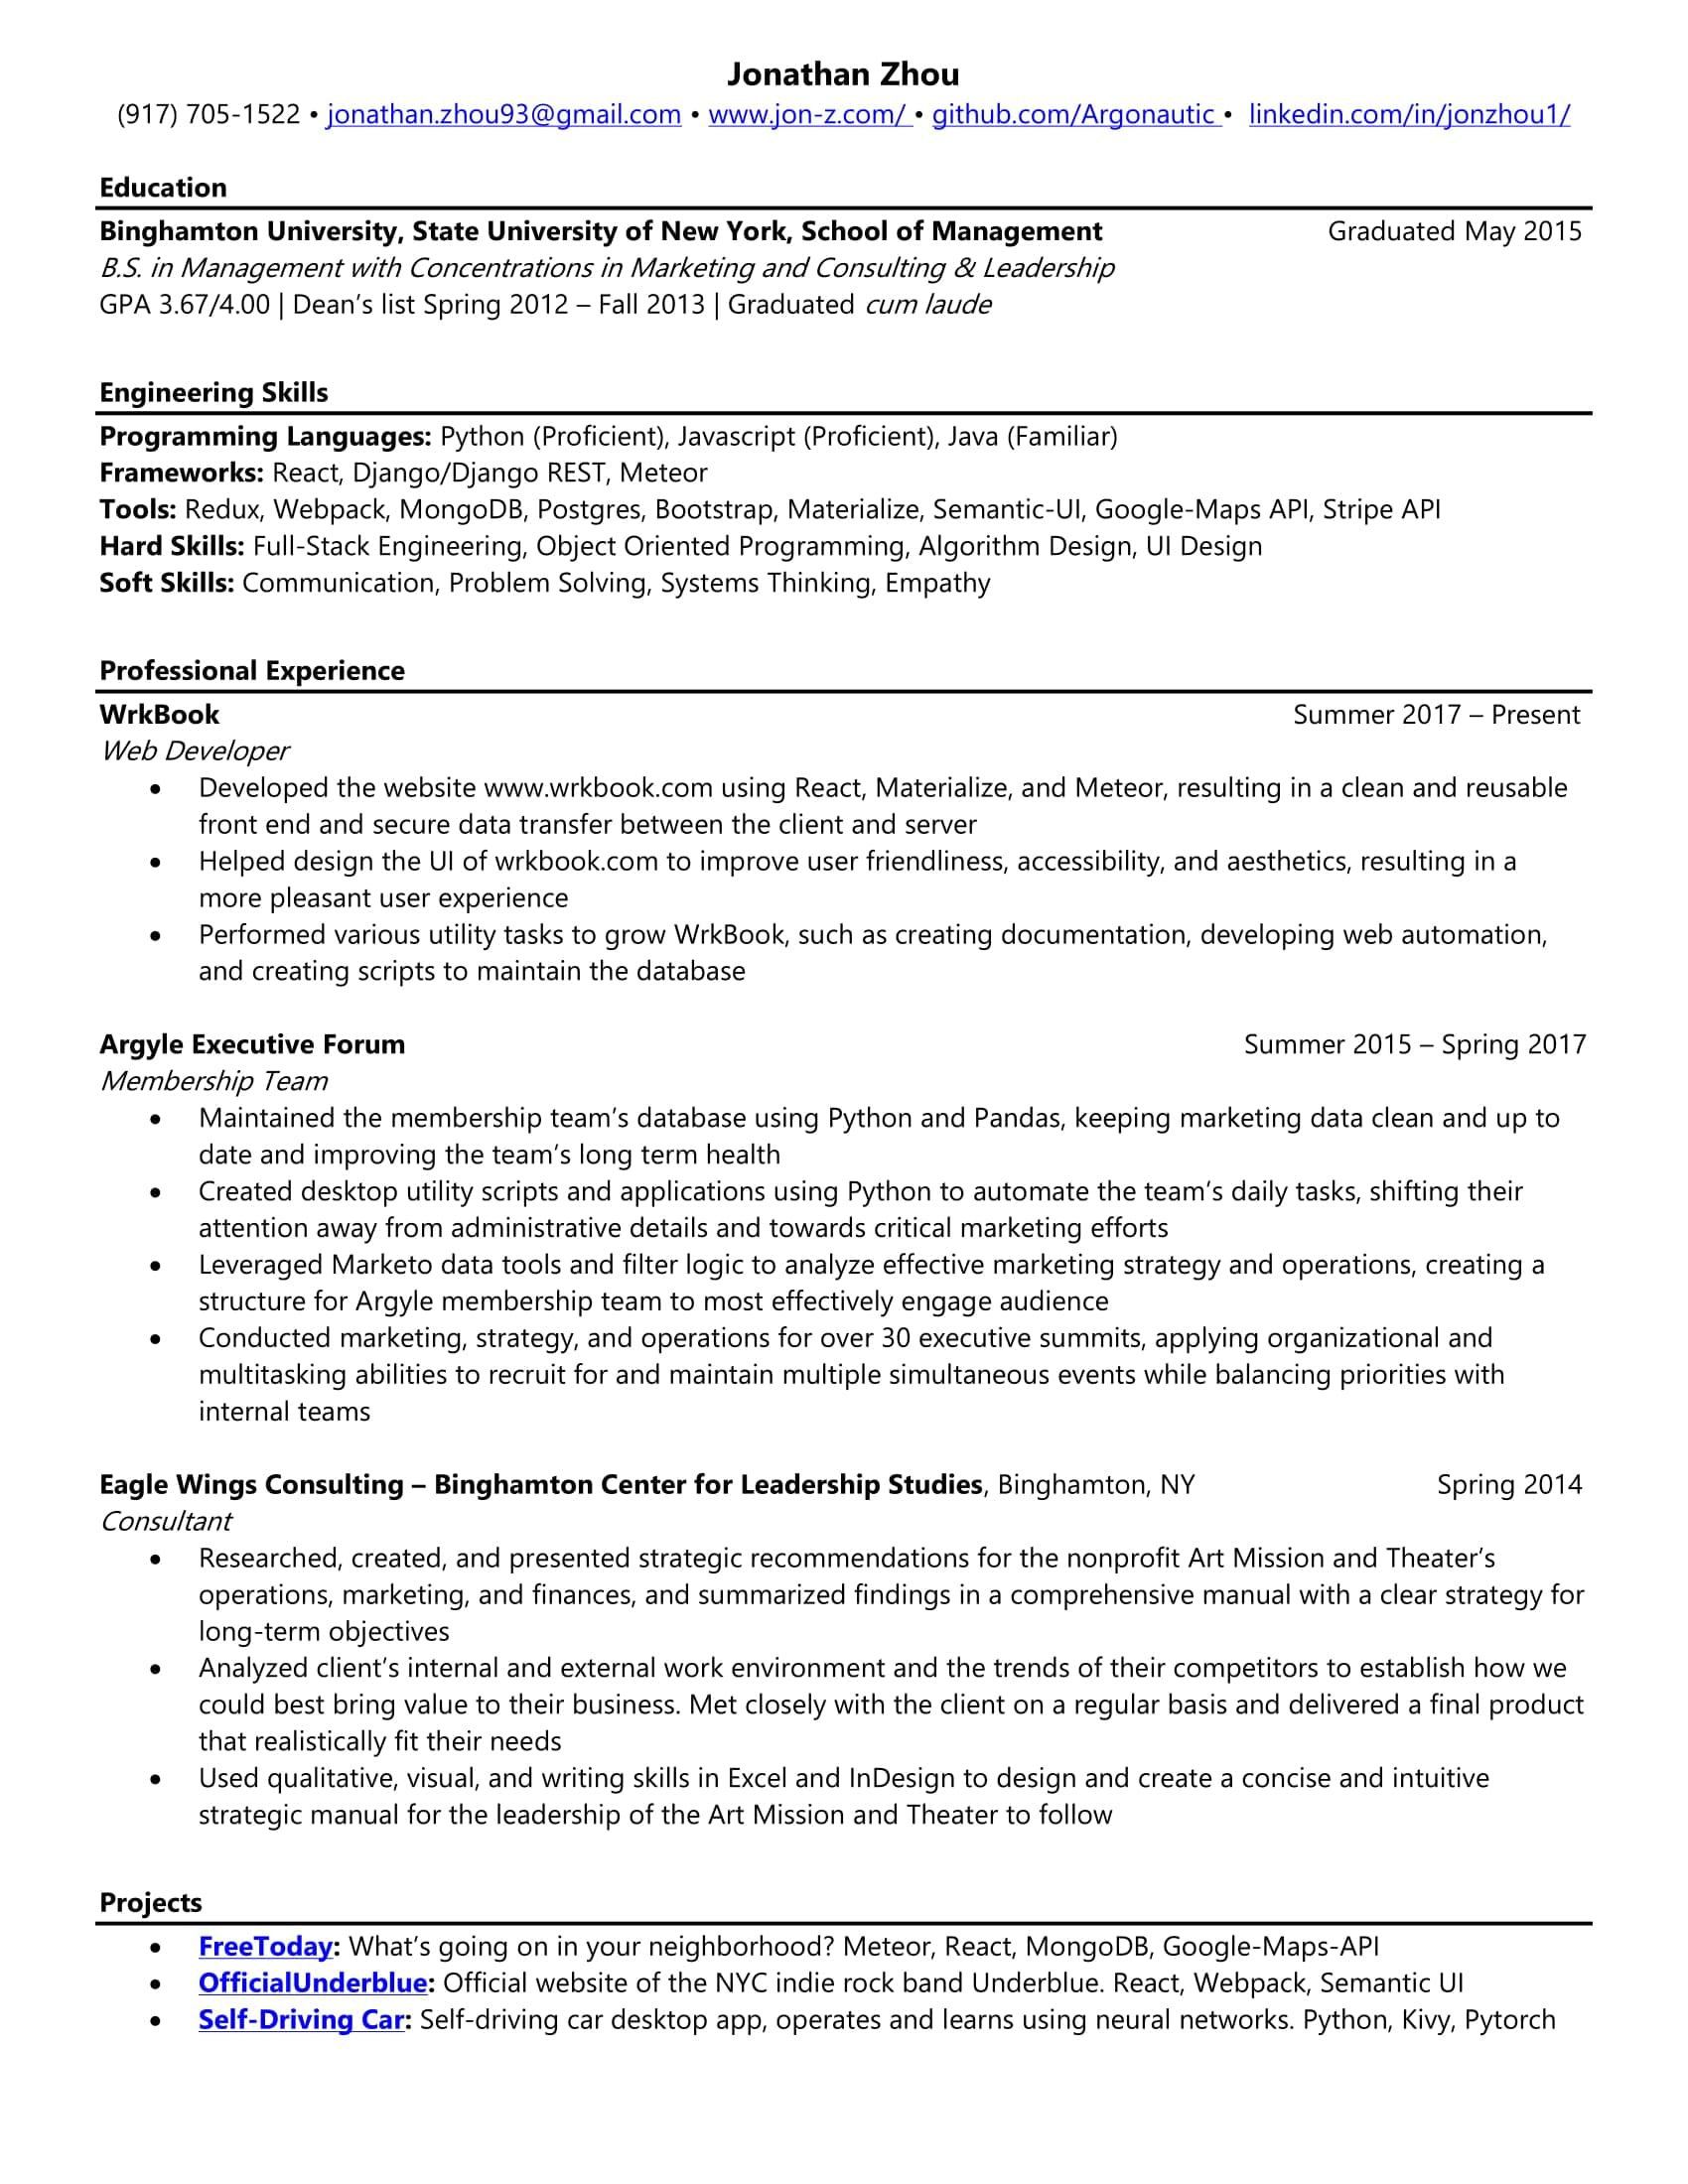 Jonathan Zhou
(917) 705-1522 • jonathan.zhou93@gmail.com • www.jon-z.com/ • github.com/Argonautic • linkedin.com/in/jonzhou1/
Education
Binghamton University, State University of New York, School of Management Graduated May 2015
B.S. in Management with Concentrations in Marketing and Consulting & Leadership
GPA 3.67/4.00 | Dean’s list Spring 2012 – Fall 2013 | Graduated cum laude
Engineering Skills
Programming Languages: Python (Proficient), Javascript (Proficient), Java (Familiar)
Frameworks: React, Django/Django REST, Meteor
Tools: Redux, Webpack, MongoDB, Postgres, Bootstrap, Materialize, Semantic-UI, Google-Maps API, Stripe API
Hard Skills: Full-Stack Engineering, Object Oriented Programming, Algorithm Design, UI Design
Soft Skills: Communication, Problem Solving, Systems Thinking, Empathy
Professional Experience
WrkBook Summer 2017 – Present
Web Developer
• Developed the website www.wrkbook.com using React, Materialize, and Meteor, resulting in a clean and reusable
front end and secure data transfer between the client and server
• Helped design the UI of wrkbook.com to improve user friendliness, accessibility, and aesthetics, resulting in a
more pleasant user experience
• Performed various utility tasks to grow WrkBook, such as creating documentation, developing web automation,
and creating scripts to maintain the database
Argyle Executive Forum Summer 2015 – Spring 2017
Membership Team
• Maintained the membership team’s database using Python and Pandas, keeping marketing data clean and up to
date and improving the team’s long term health
• Created desktop utility scripts and applications using Python to automate the team’s daily tasks, shifting their
attention away from administrative details and towards critical marketing efforts
• Leveraged Marketo data tools and filter logic to analyze effective marketing strategy and operations, creating a
structure for Argyle membership team to most effectively engage audience
• Conducted marketing, strategy, and operations for over 30 executive summits, applying organizational and
multitasking abilities to recruit for and maintain multiple simultaneous events while balancing priorities with
internal teams
Eagle Wings Consulting – Binghamton Center for Leadership Studies, Binghamton, NY Spring 2014
Consultant
• Researched, created, and presented strategic recommendations for the nonprofit Art Mission and Theater’s
operations, marketing, and finances, and summarized findings in a comprehensive manual with a clear strategy for
long-term objectives
• Analyzed client’s internal and external work environment and the trends of their competitors to establish how we
could best bring value to their business. Met closely with the client on a regular basis and delivered a final product
that realistically fit their needs
• Used qualitative, visual, and writing skills in Excel and InDesign to design and create a concise and intuitive
strategic manual for the leadership of the Art Mission and Theater to follow
Projects
• FreeToday: What’s going on in your neighborhood? Meteor, React, MongoDB, Google-Maps-API
• OfficialUnderblue: Official website of the NYC indie rock band Underblue. React, Webpack, Semantic UI
• Self-Driving Car: Self-driving car desktop app, operates and learns using neural networks. Python, Kivy, Pytorch